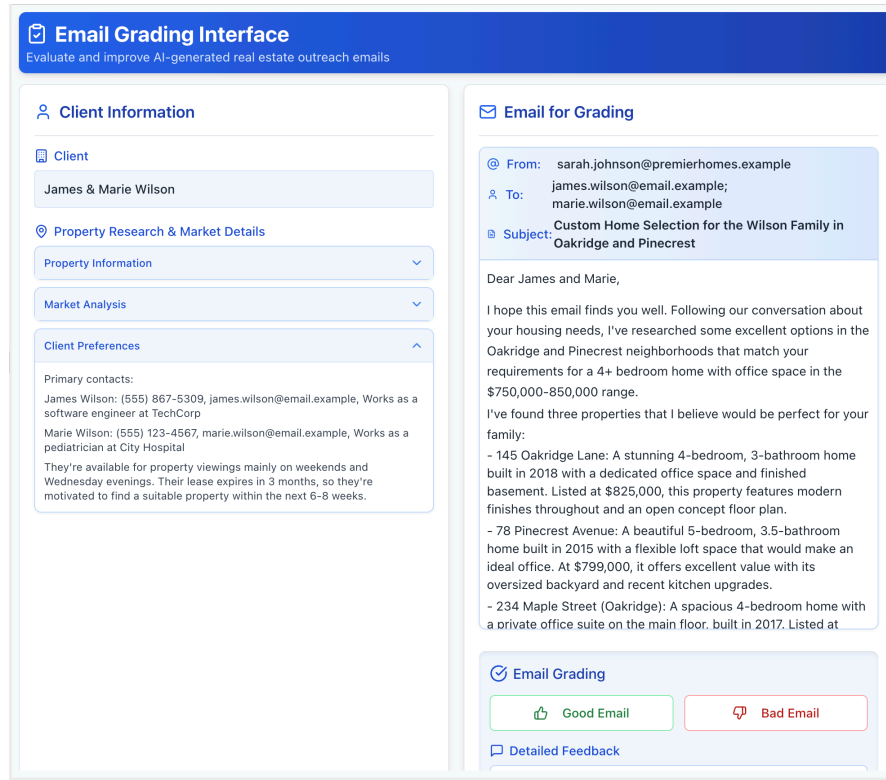 Email Grading Interface
Evaluate and improve AI-generated real estate outreach emails
Client Information
Client
James & Marie Wilson
Property Research & Market Details
Property Information
Market Analysis
Client Preferences
Primary contacts:
James Wilson: (555) 867-5309, james.wilson@email.example, Works as a
software engineer at TechCorp
Marie Wilson: (555) 123-4567, marie.wilson@email.example, Works as a
pediatrician at City Hospital
They're available for property viewings mainly on weekends and
Wednesday evenings. Their lease expires in 3 months, so they're
motivated to find a suitable property within the next 6-8 weeks.
Email for Grading
From: sarah.johnson@premierhomes.example
To: james.wilson@email.example;
marie.wilson@email.example
Subject: Custom Home Selection for the Wilson Family in
Oakridge and Pinecrest
Dear James and Marie,
I hope this email finds you well. Following our conversation about
your housing needs, I've researched some excellent options in the
Oakridge and Pinecrest neighborhoods that match your
requirements for a 4+ bedroom home with office space in the
$750,000-850,000 range.
I've found three properties that I believe would be perfect for your
family:
- 145 Oakridge Lane: A stunning 4-bedroom, 3-bathroom home
built in 2018 with a dedicated office space and finished
basement. Listed at $825,000, this property features modern
finishes throughout and an open concept floor plan.
- 78 Pinecrest Avenue: A beautiful 5-bedroom, 3.5-bathroom
home built in 2015 with a flexible loft space that would make an
ideal office. At $799,000, it offers excellent value with its
oversized backyard and recent kitchen upgrades.
- 234 Maple Street (Oakridge): A spacious 4-bedroom home with
a private office suite on the main floor, built in 2017. Listed at
Email Grading
Good Email
Bad Email
Detailed Feedback